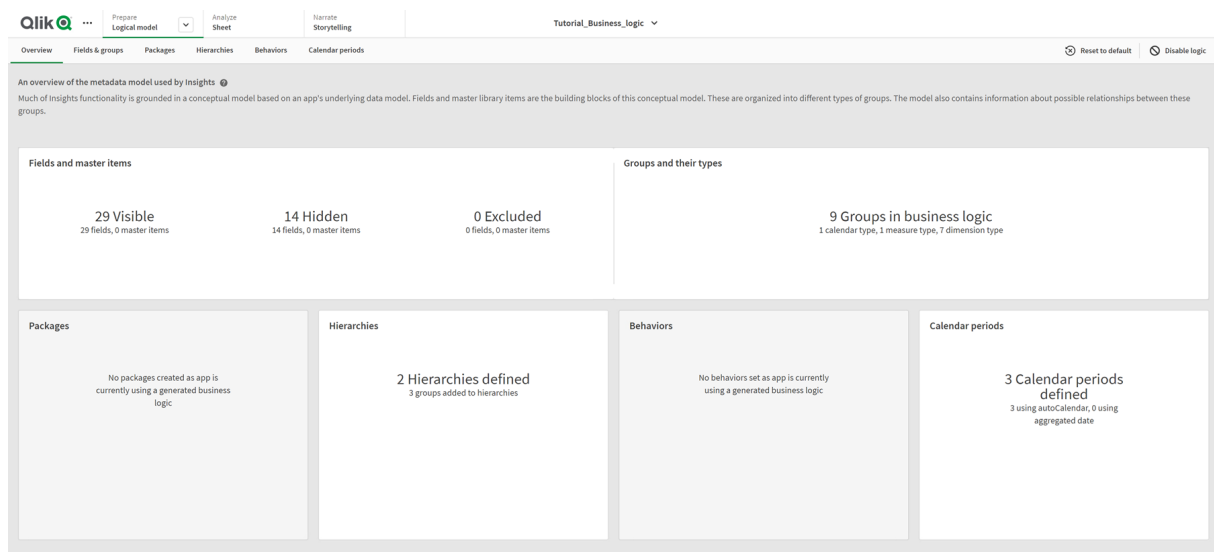 Qlik ... Prepare Logical model Analyze Sheet Narrate Storytelling Tutorial_Business_logic
Overview Fields & groups Packages Hierarchies Behaviors Calendar periods Reset to default Disable logic
An overview of the metadata model used by Insights
Much of Insights functionality is grounded in a conceptual model based on an app's underlying data model. Fields and master library items are the building blocks of this conceptual model. These are organized into different types of groups. The model also contains information about possible relationships between these
groups.
Fields and master items
29 Visible
29 fields, 0 master items
14 Hidden
14 fields, 0 master items
0 Excluded
0 fields, 0 master items
Groups and their types
9 Groups in business logic
1 calendar type, 1 measure type, 7 dimension type
Packages
No packages created as app is
currently using a generated business
logic
Hierarchies
2 Hierarchies defined
3 groups added to hierarchies
Behaviors
No behaviors set as app is currently
using a generated business logic
Calendar periods
3 Calendar periods
defined
3 using autoCalendar, 0 using
aggregated date